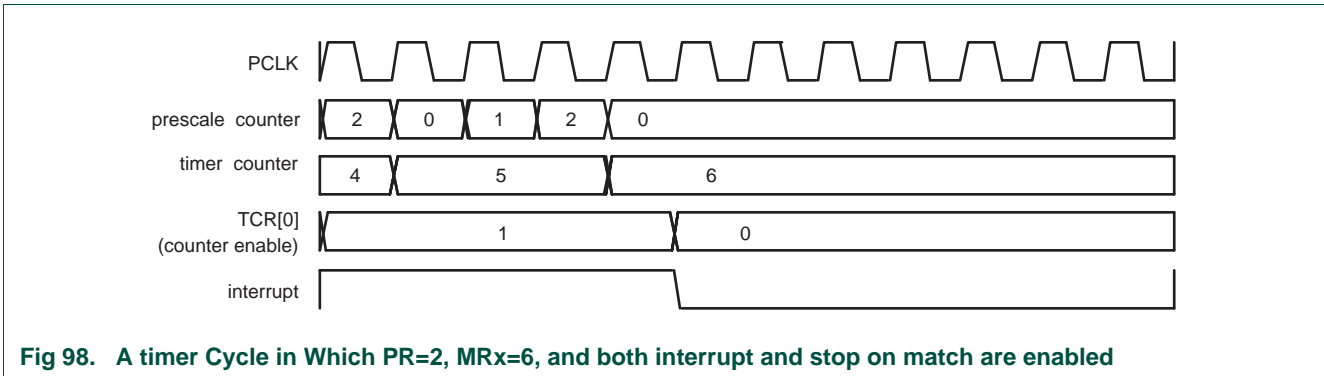 PCLK
prescale counter 2 0 1 2 0
timer counter 4 5 6
TCR[0]
(counter enable) 1 0
interrupt
Fig 98. A timer Cycle in Which PR=2, MRx=6, and both interrupt and stop on match are enabled